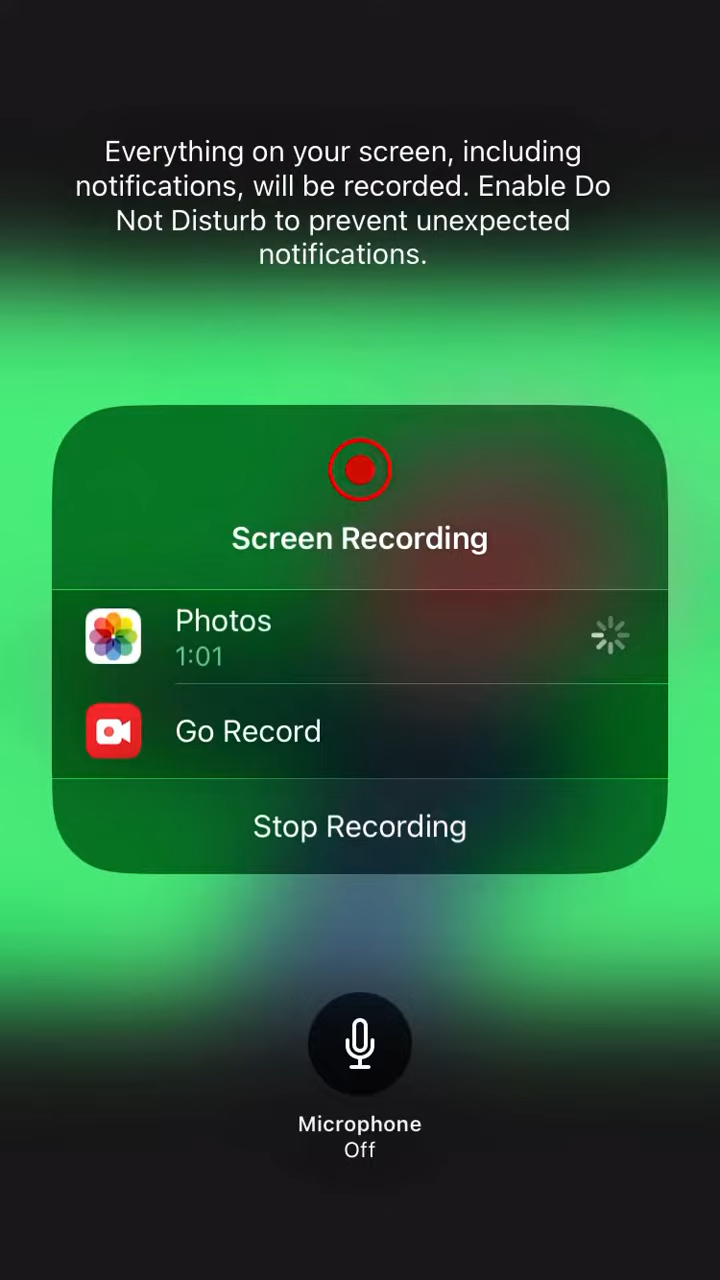 Everything on your screen, including
notifications, will be recorded. Enable Do
Not Disturb to prevent unexpected
notifications.
Screen Recording
Photos
1:01
Go Record
Stop Recording
Microphone
Off